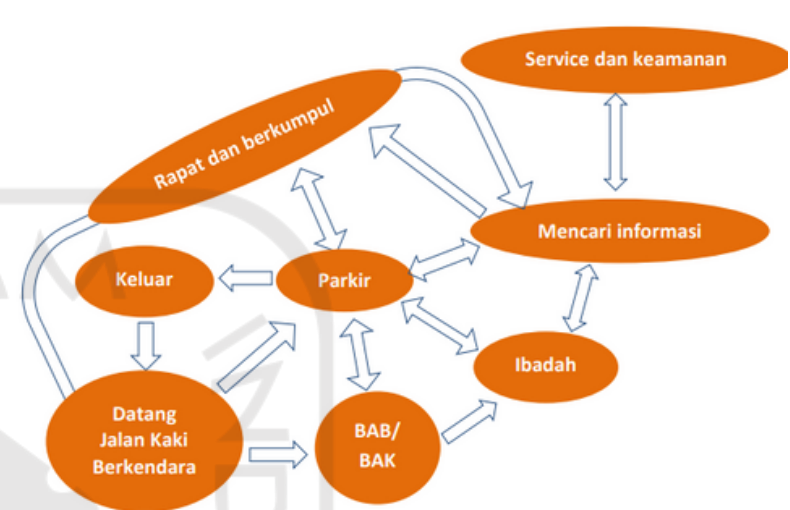 Service dan keamanan
Rapat dan berkumpul
Mencari informasi
Keluar
Parkir
Ibadah
Datang
Jalan Kaki
Berkendara
BAB/
BAK